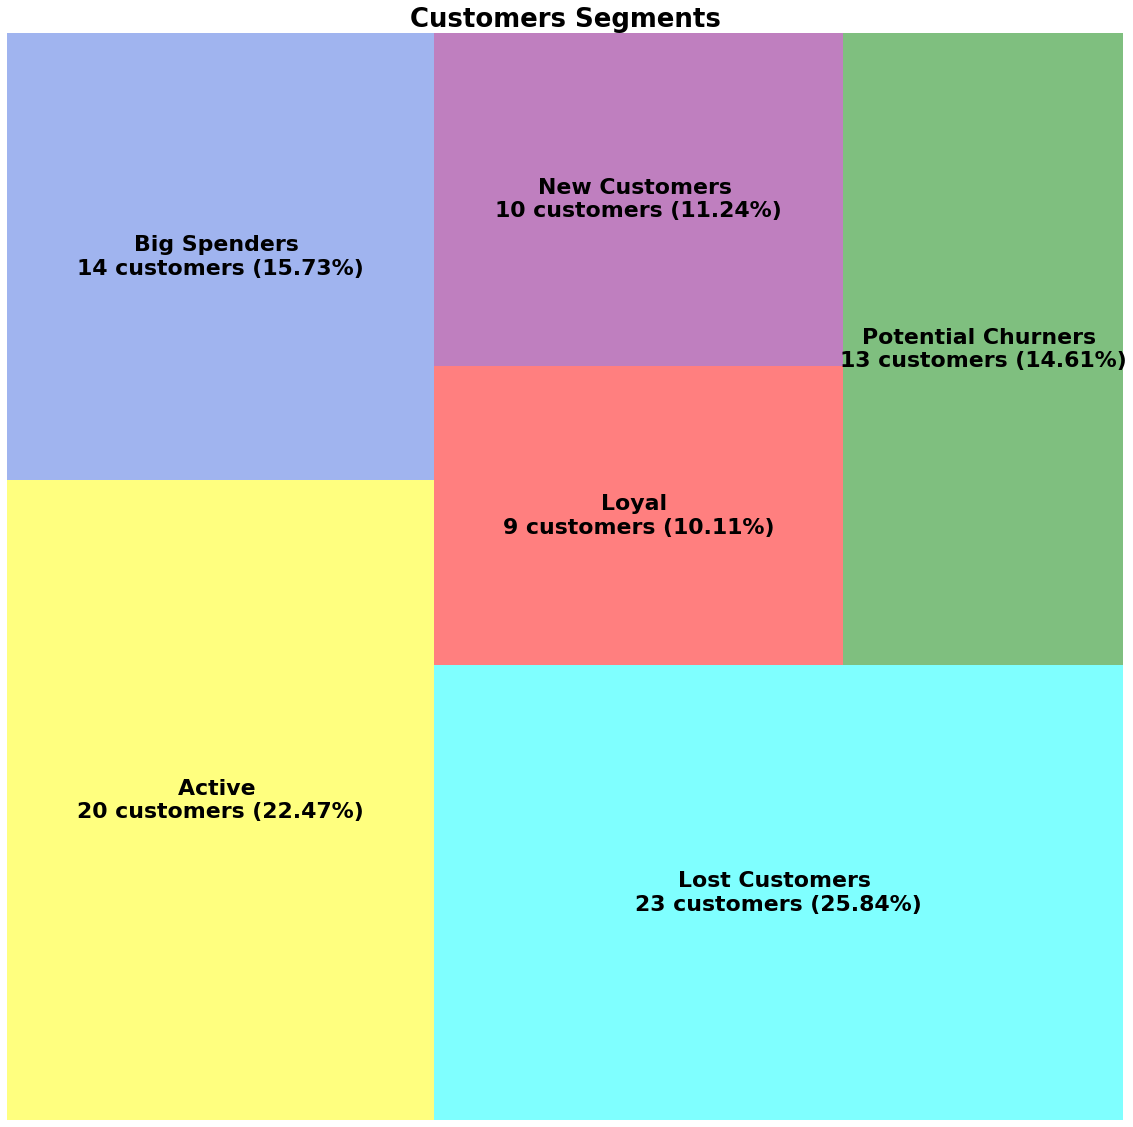 Customers Segments
Big Spenders
14 customers (15.73%)
New Customers
10 customers (11.24%)
Potential Churners
13 customers (14.61%)
Loyal
9 customers (10.11%)
Active
20 customers (22.47%)
Lost Customers
23 customers (25.84%)